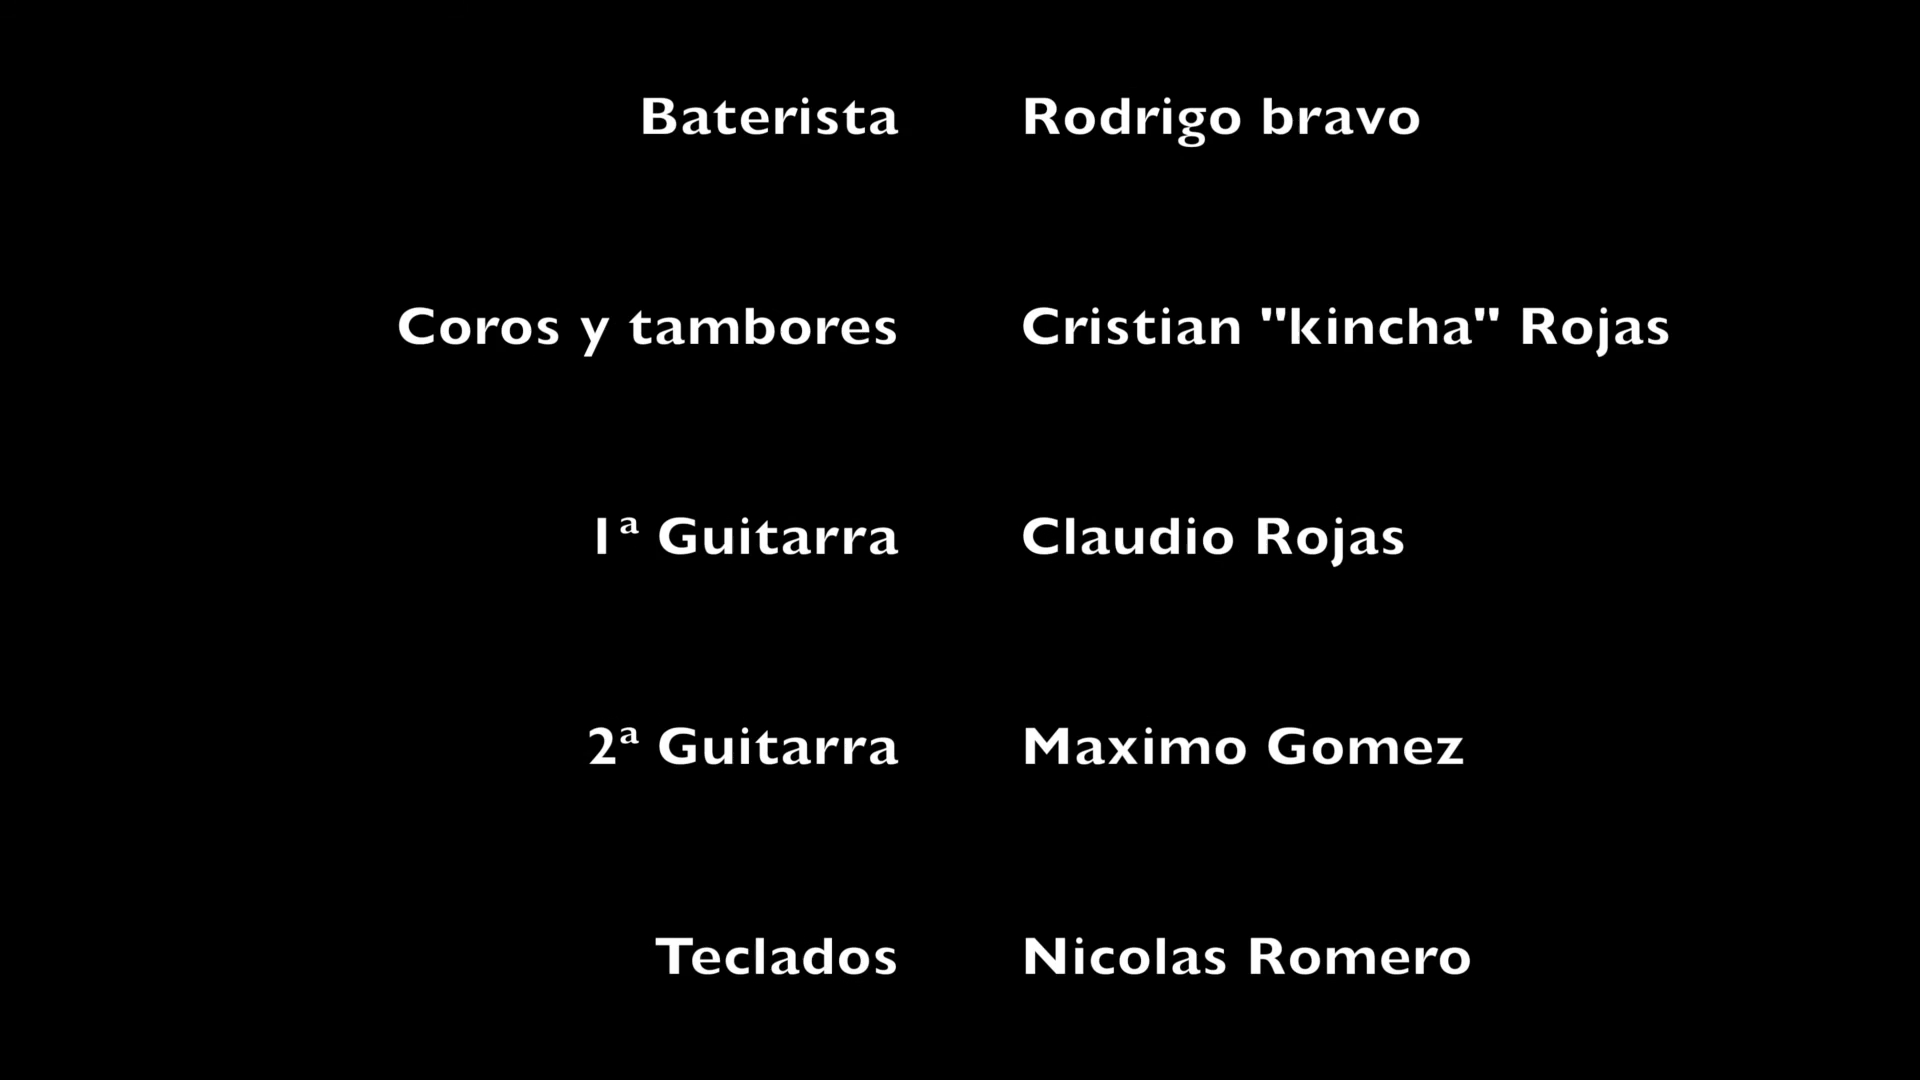 Baterista Rodrigo bravo
Coros y tambores Cristian "kincha" Rojas
1ª Guitarra Claudio Rojas
2ª Guitarra Maximo Gomez
Teclados Nicolas Romero